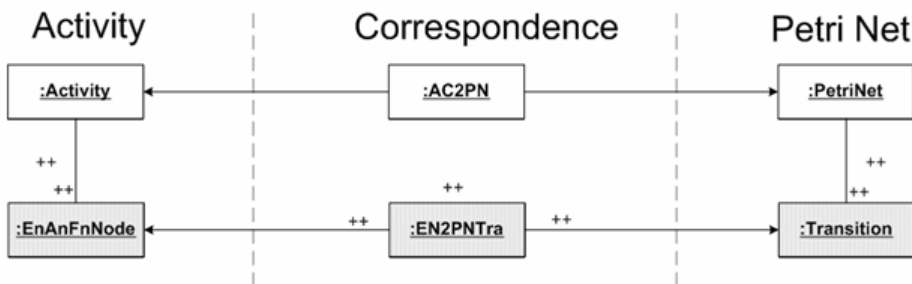 Activity
Correspondence
Petri Net
:Activity
:AC2PN
:PetriNet
++
++
++
++
++
++
++
:EnAnFnNode
:EN2PNTra
:Transition